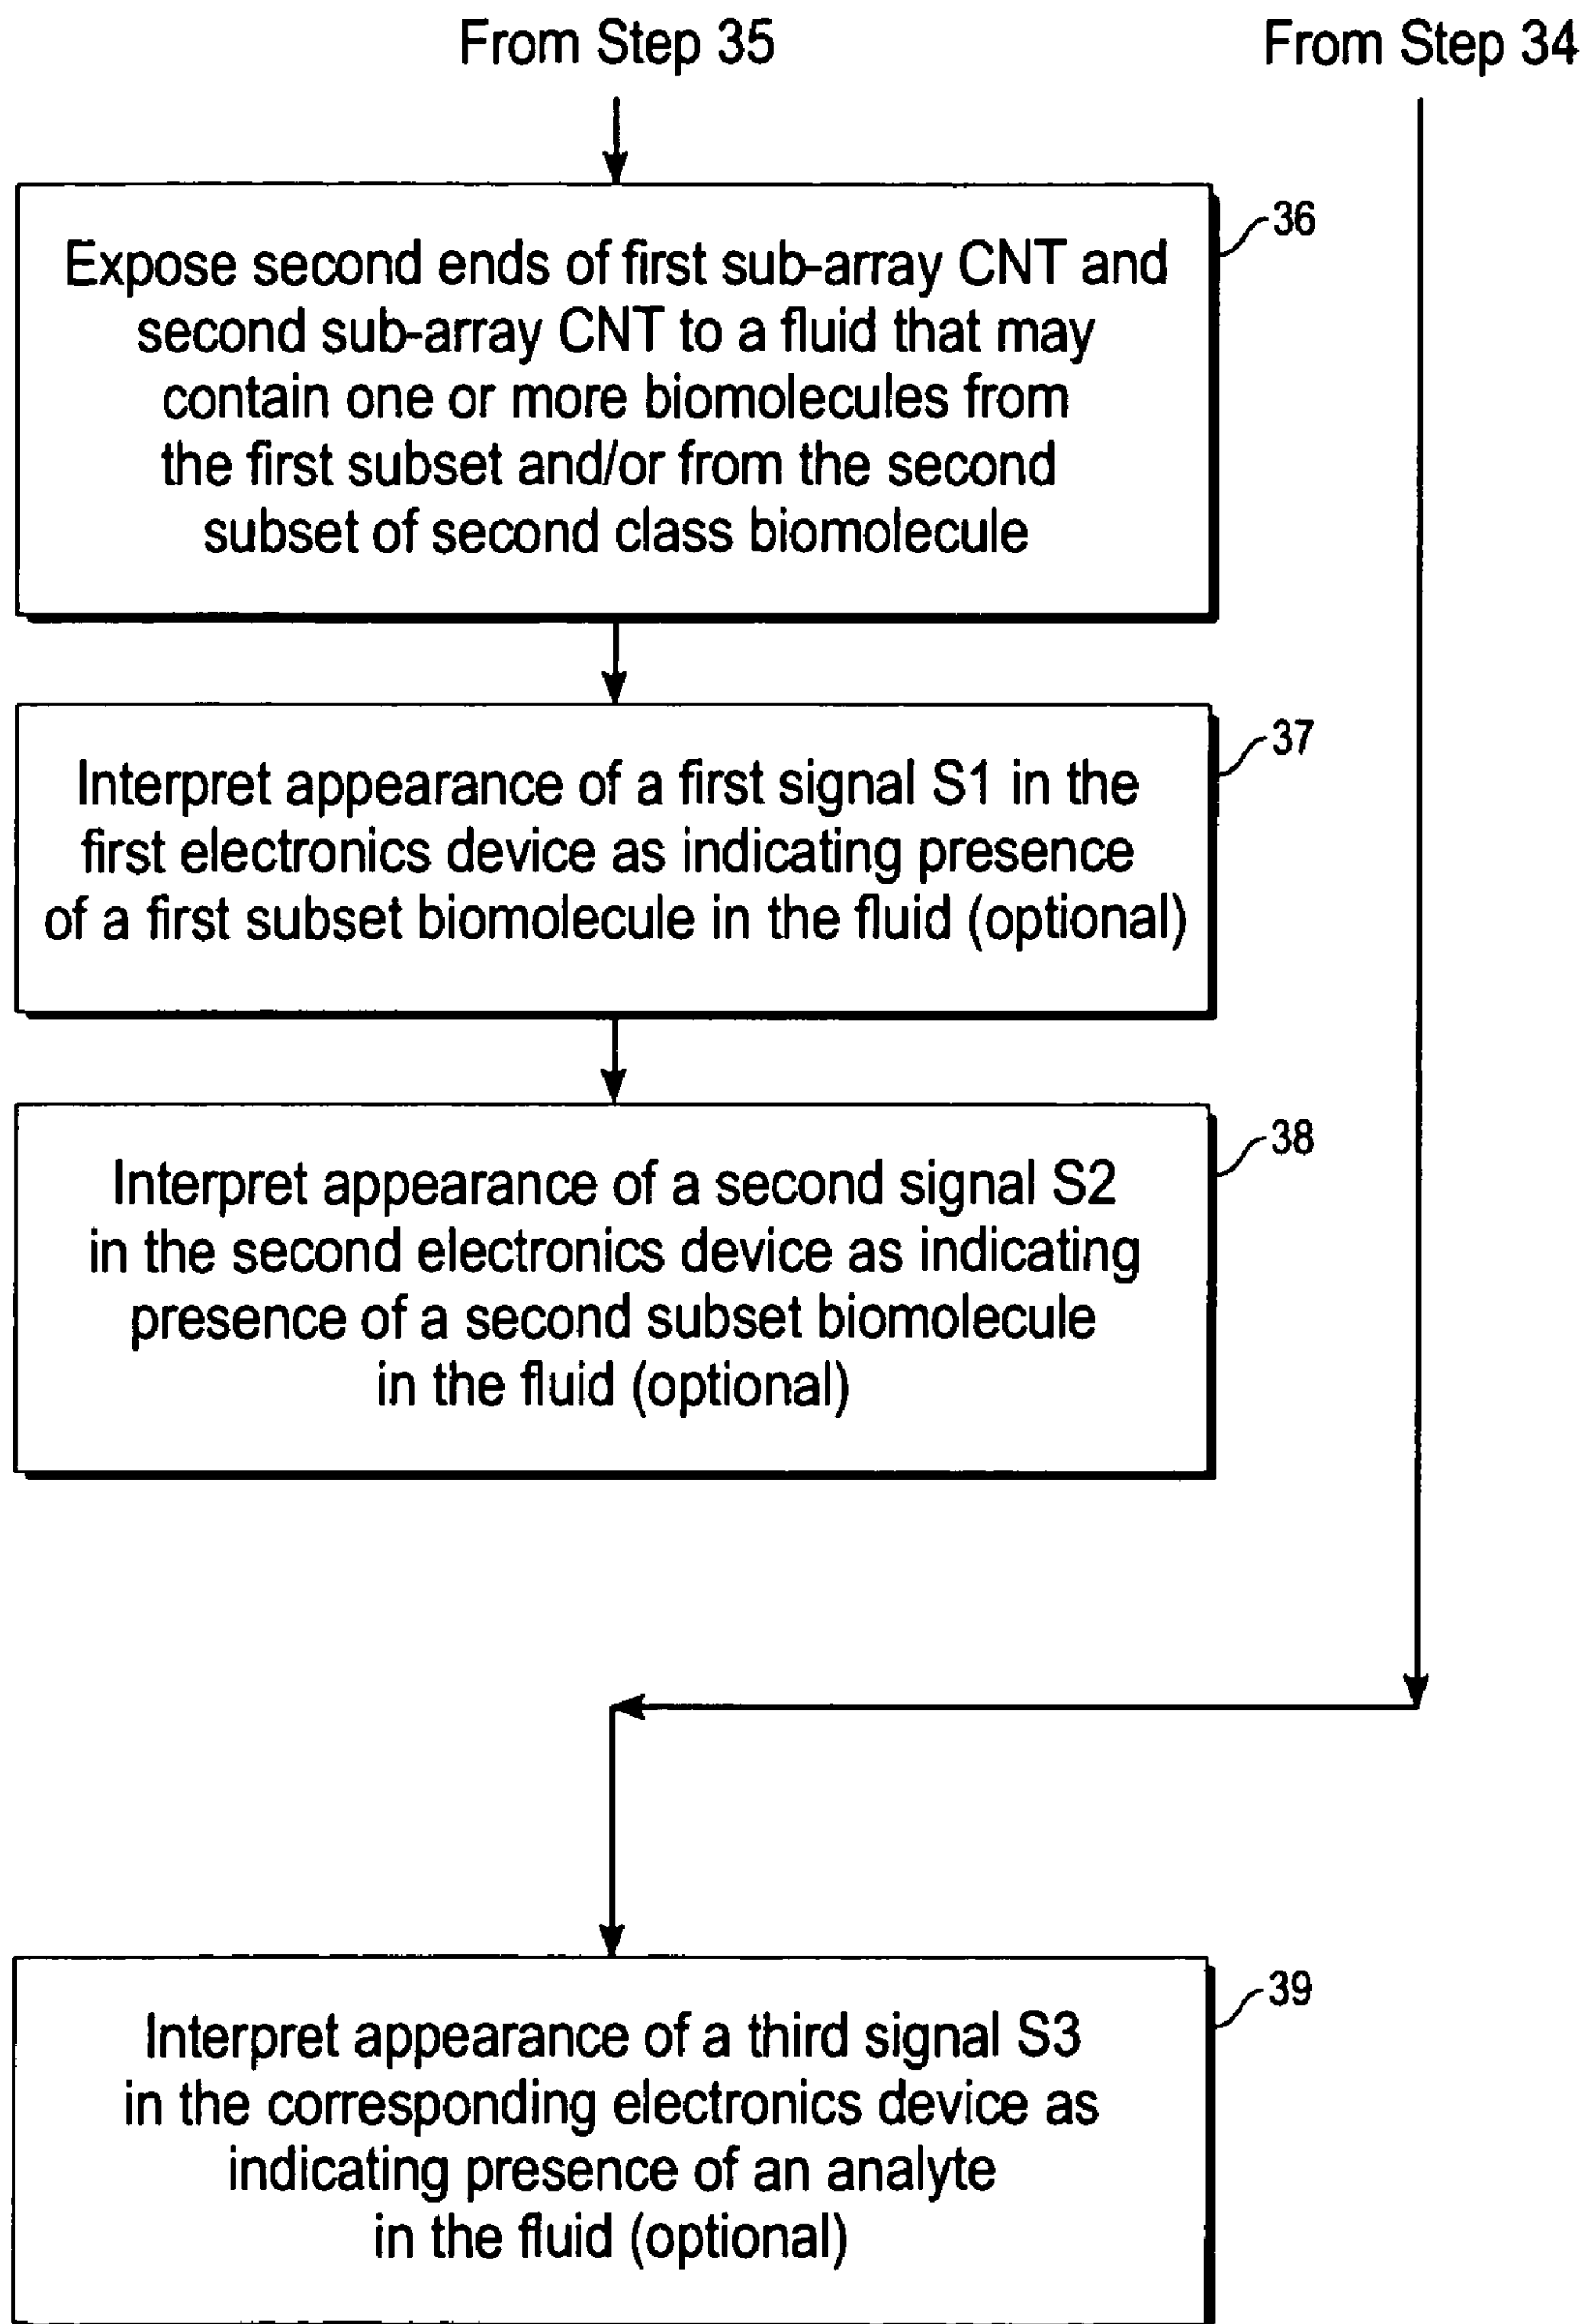 From Step 35
From Step 34
36
Expose second ends of first sub-array CNT and
second sub-array CNT to a fluid that may
contain one or more biomolecules from
the first subset and/or from the second
subset of second class biomolecule
37
Interpret appearance of a first signal S1 in the
first electronics device as indicating presence
of a first subset biomolecule in the fluid (optional)
38
Interpret appearance of a second signal S2
in the second electronics device as indicating
presence of a second subset biomolecule
in the fluid (optional)
39
Interpret appearance of a third signal S3
in the corresponding electronics device as
indicating presence of an analyte
in the fluid (optional)